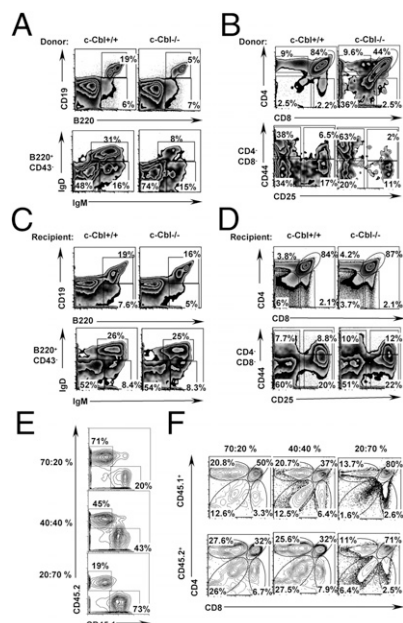 A
Donor: c-Cbl+/+ c-Cbl-/-
19% 5%
6% 7%
CD19
B220
31% 8%
B220+
CD43-
48% 16% 74% 15%
IgD
IgM
B
Donor: c-Cbl+/+ c-Cbl-/-
9% 84% 9.6% 44%
2.5% 2.2% 36% 2.5%
CD4
CD8
38% 6.5% 53% 2%
CD4-
CD8-
34% 17% 20% 11%
CD44
CD25
C
Recipient: c-Cbl+/+ c-Cbl-/-
19% 16%
7.6% 5%
CD19
B220
26% 25%
B220+
CD43-
52% 8.4% 54% 8.3%
IgD
IgM
D
Recipient: c-Cbl+/+ c-Cbl-/-
3.8% 84% 4.2% 87%
6% 2.1% 3.7% 2.1%
CD4
CD8
7.7% 8.8% 10% 12%
CD4-
CD8-
60% 20% 51% 22%
CD44
CD25
E
71%
70:20 %
20%
45%
40:40 %
43%
19%
20:70 %
73%
CD45.2
F
70:20 % 40:40 % 20:70 %
20.8% 50% 20.7% 37% 13.7% 80%
CD45.1+
12.6% 3.3% 12.5% 6.4% 1.6% 2.6%
27.6% 32% 25.6% 32% 11% 71%
CD45.2+
26% 6.7% 27.5% 7.9% 6.4% 2.5%
CD4
CD8